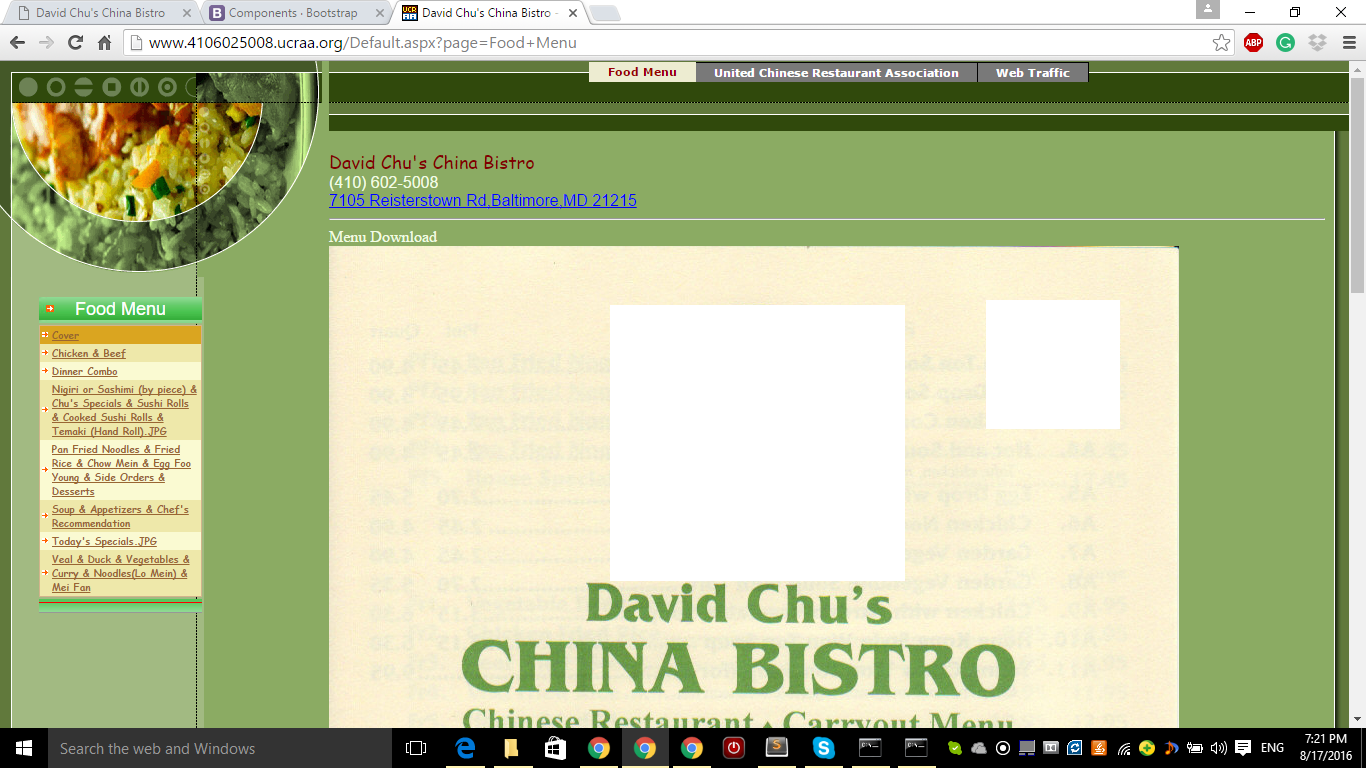 David Chu's China Bistro
Components · Bootstrap
David Chu's China Bistro -
www.4106025008.ucraa.org/Default.aspx?page=Food+Menu
ABP
Food Menu
United Chinese Restaurant Association
Web Traffic
David Chu's China Bistro
(410) 602-5008
7105 Reisterstown Rd,Baltimore,MD 21215
Menu Download
Food Menu
Cover
Chicken & Beef
Dinner Combo
Nigiri or Sashimi (by piece) &
Chu's Specials & Sushi Rolls
& Cooked Sushi Rolls &
Temaki (Hand Roll).JPG
Pan Fried Noodles & Fried
Rice & Chow Mein & Egg Foo
Young & Side Orders &
Desserts
Soup & Appetizers & Chef's
Recommendation
Today's Specials.JPG
Veal & Duck & Vegetables &
Curry & Noodles(Lo Mein) &
Mei Fan
David Chu's
CHINA BISTRO
Chinese Restaurant • Carryout Menu
Search the web and Windows
ENG
7:21 PM
8/17/2016